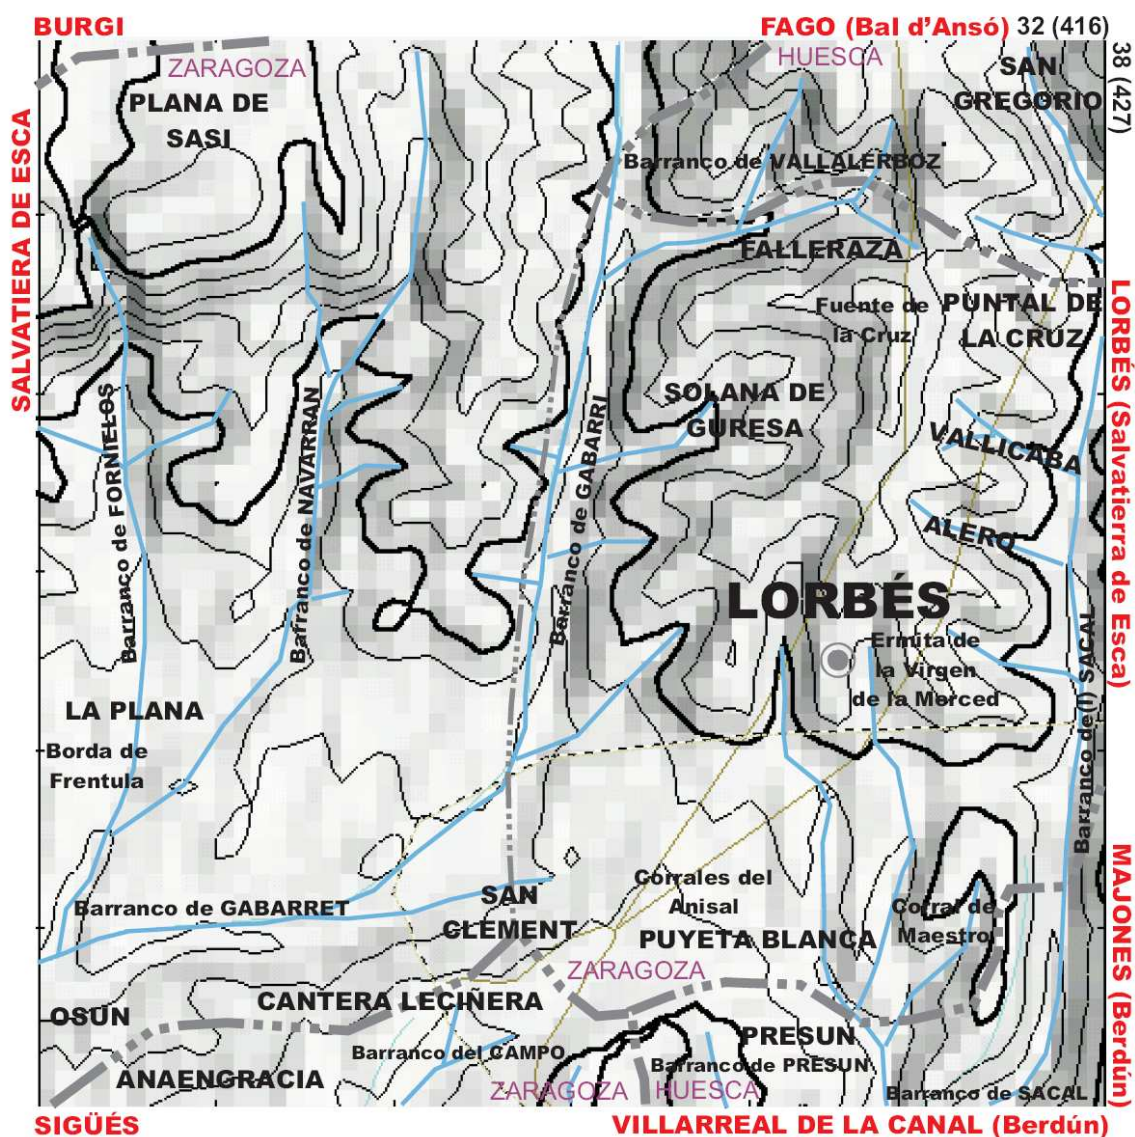 BURGI
FAGO (Bal d'Ansó) 32 (416)
38 (427)
ZARAGOZA
HUESCA
SAN
GREGORIO
PLANA DE
SASI
SALVATIERA DE ESCA
Barranco de VALLALERBOZ
FALLERAZA
Fuente de
la Cruz
PUNTAL DE
LA CRUZ
LORBÉS (Salvatierra de Esca)
SOLANA DE
GURESA
VALLICABA
Barranco de FORNIELOS
Barranco de NAVARRAN
Barranco de GABARRI
ALERO
LORBÉS
Ermita de
la Virgen
de la Merced
Barranco de(l) SACAL
LA PLANA
Borda de
Frentula
MAJONES (Berdún)
Corrales del
Anisal
Barranco de GABARRET
SAN
CLEMENT
Corral de
Maestro
PUYETA BLANCA
ZARAGOZA
CANTERA LECIÑERA
OSUN
PRESUN
Barranco del CAMPO
Barranco de PRESUN
ANAENGRACIA
ZARAGOZA
HUESCA
Barranco de SACAL
SIGÜÉS
VILLARREAL DE LA CANAL (Berdún)